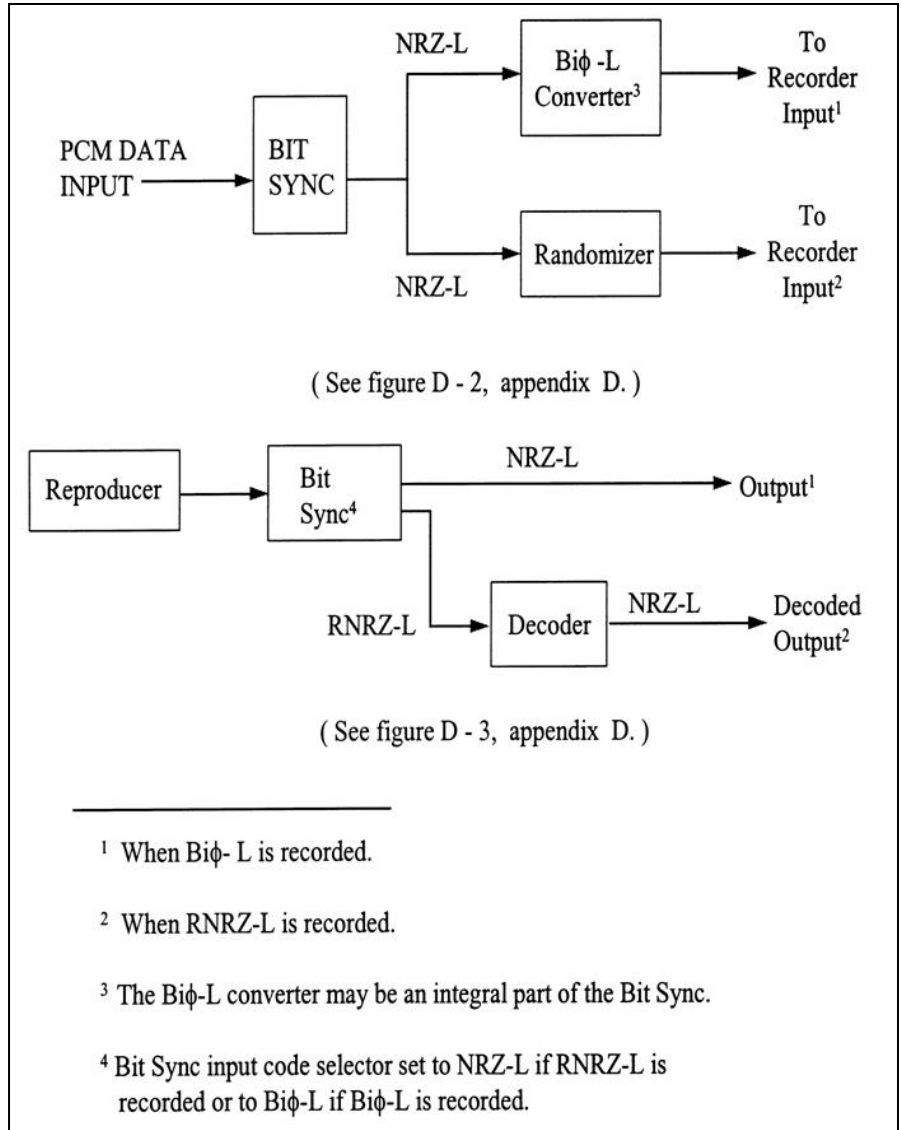 NRZ-L
Biϕ -L
Converter³
To
Recorder
Input¹
PCM DATA
INPUT
BIT
SYNC
NRZ-L
Randomizer
To
Recorder
Input²
( See figure D - 2, appendix D. )
Reproducer
Bit
Sync⁴
NRZ-L
Output¹
RNRZ-L
Decoder
NRZ-L
Decoded
Output²
( See figure D - 3, appendix D. )
¹ When Biϕ- L is recorded.
² When RNRZ-L is recorded.
³ The Biϕ-L converter may be an integral part of the Bit Sync.
⁴ Bit Sync input code selector set to NRZ-L if RNRZ-L is
recorded or to Biϕ-L if Biϕ-L is recorded.